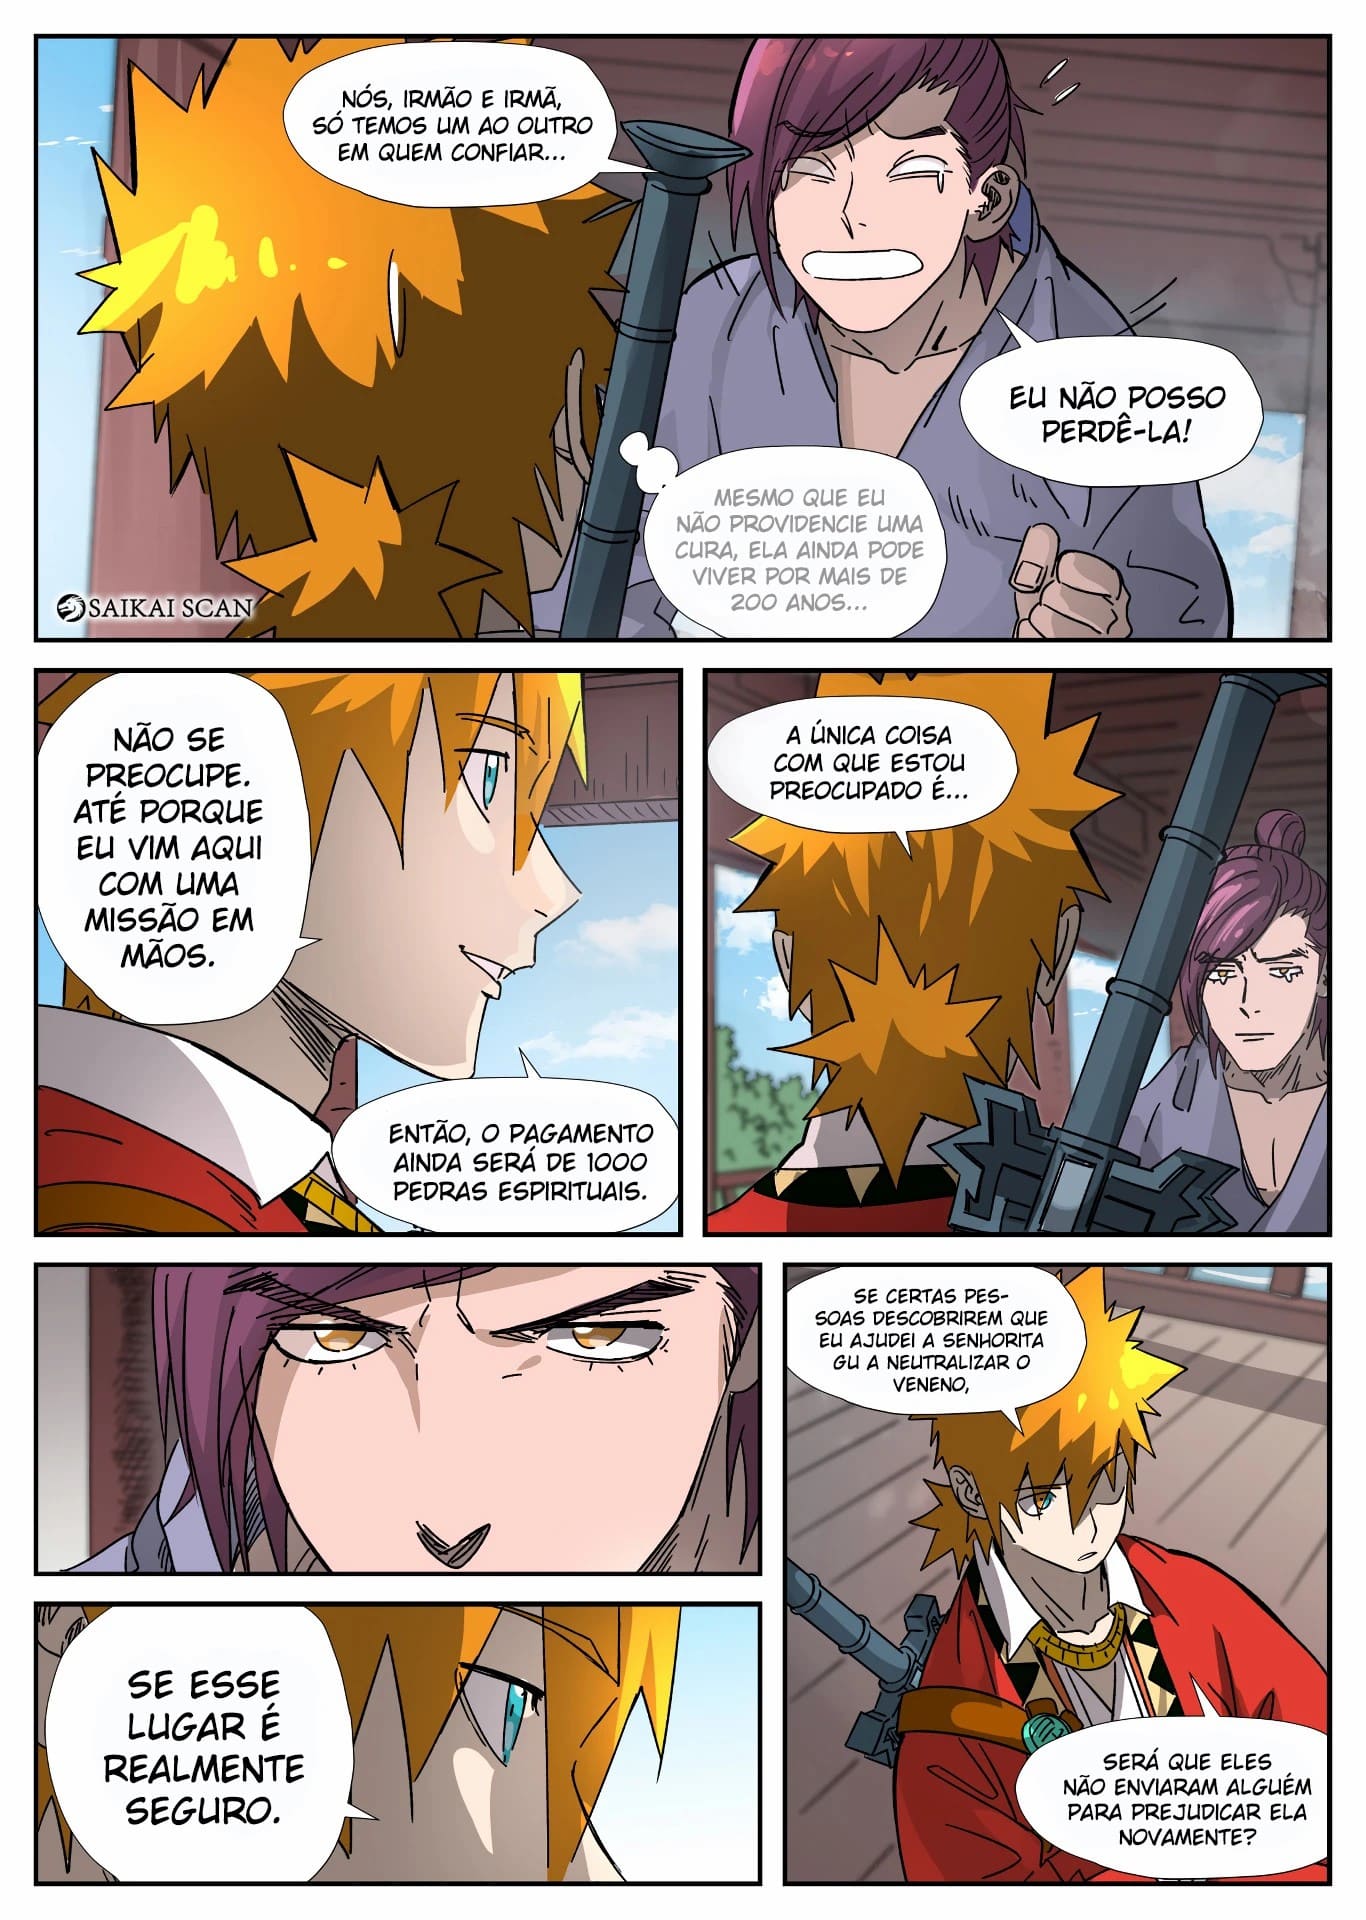 NÓS, IRMÃO E IRMÃ,
SÓ TEMOS UM AO OUTRO
EM QUEM CONFIAR...
EU NÃO POSSO
PERDÊ-LA!
MESMO QUE EU
NÃO PROVIDENCIE UMA
CURA, ELA AINDA PODE
VIVER POR MAIS DE
200 ANOS...
SAIKAI SCAN
NÃO SE
PREOCUPE.
ATÉ PORQUE
EU VIM AQUI
COM UMA
MISSÃO EM
MÃOS.
ENTÃO, O PAGAMENTO
AINDA SERÁ DE 1000
PEDRAS ESPIRITUAIS.
A ÚNICA COISA
COM QUE ESTOU
PREOCUPADO É...
SE ESSE
LUGAR É
REALMENTE
SEGURO.
SE CERTAS PES-
SOAS DESCOBRIREM QUE
EU AJUDEI A SENHORITA
GU A NEUTRALIZAR O
VENENO,
SERÁ QUE ELES
NÃO ENVIARAM ALGUÉM
PARA PREJUDICAR ELA
NOVAMENTE?